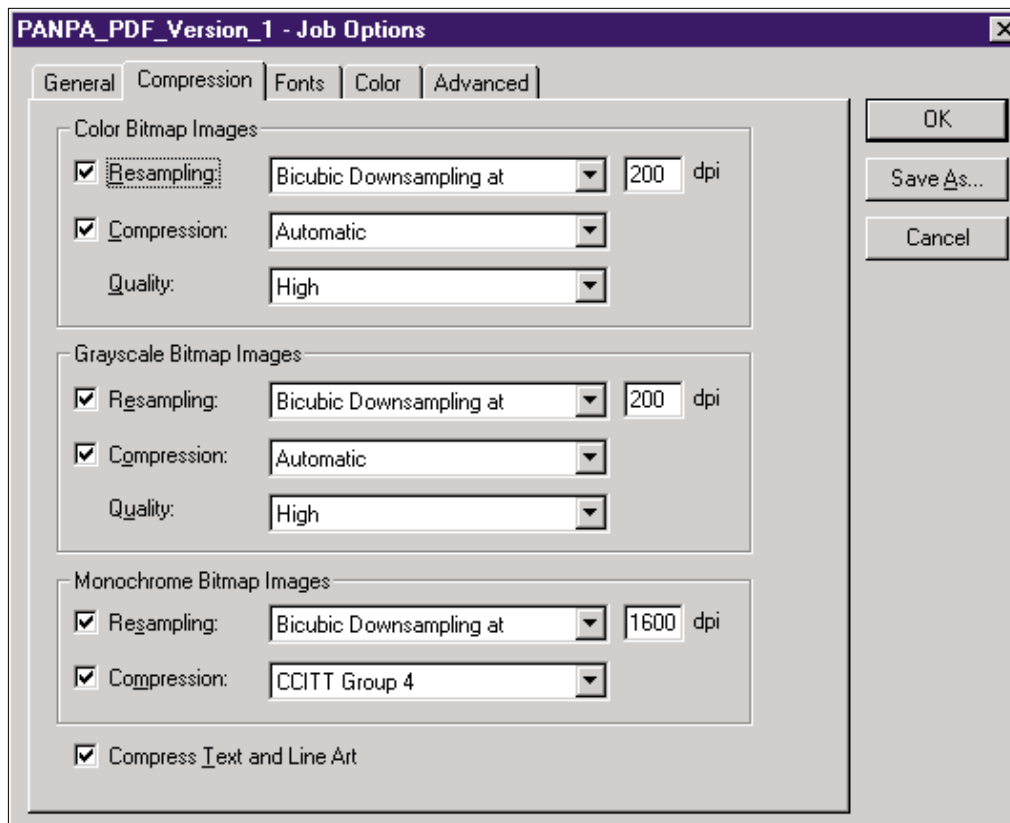 PANPA_PDF_Version_1 - Job Options
General Compression Fonts Color Advanced
Color Bitmap Images
Resampling: Bicubic Downsampling at 200 dpi
Compression: Automatic
Quality: High
Grayscale Bitmap Images
Resampling: Bicubic Downsampling at 200 dpi
Compression: Automatic
Quality: High
Monochrome Bitmap Images
Resampling: Bicubic Downsampling at 1600 dpi
Compression: CCITT Group 4
Compress Text and Line Art
OK
Save As...
Cancel